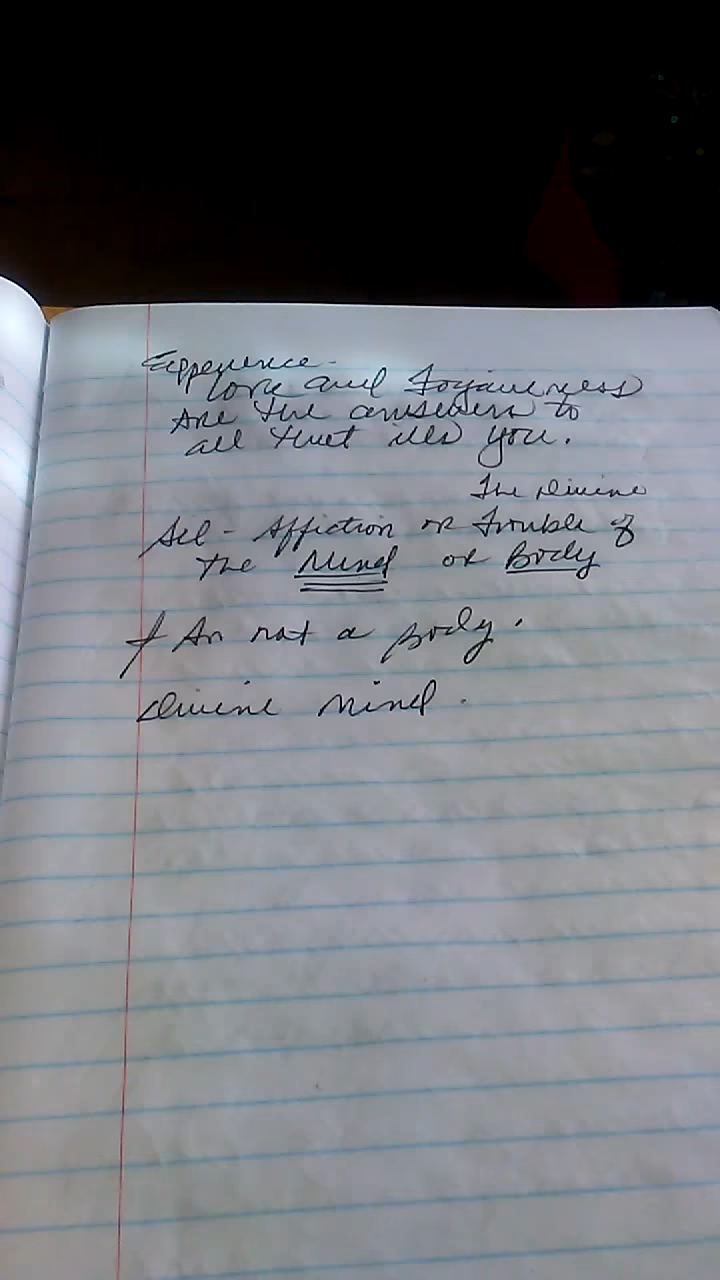 Experience -
Love and Forgiveness
Are the answers to
all that ills you.
The Divine
Affliction or Trouble of
the Mind or Body
I Am not a Body.
Divine Mind.